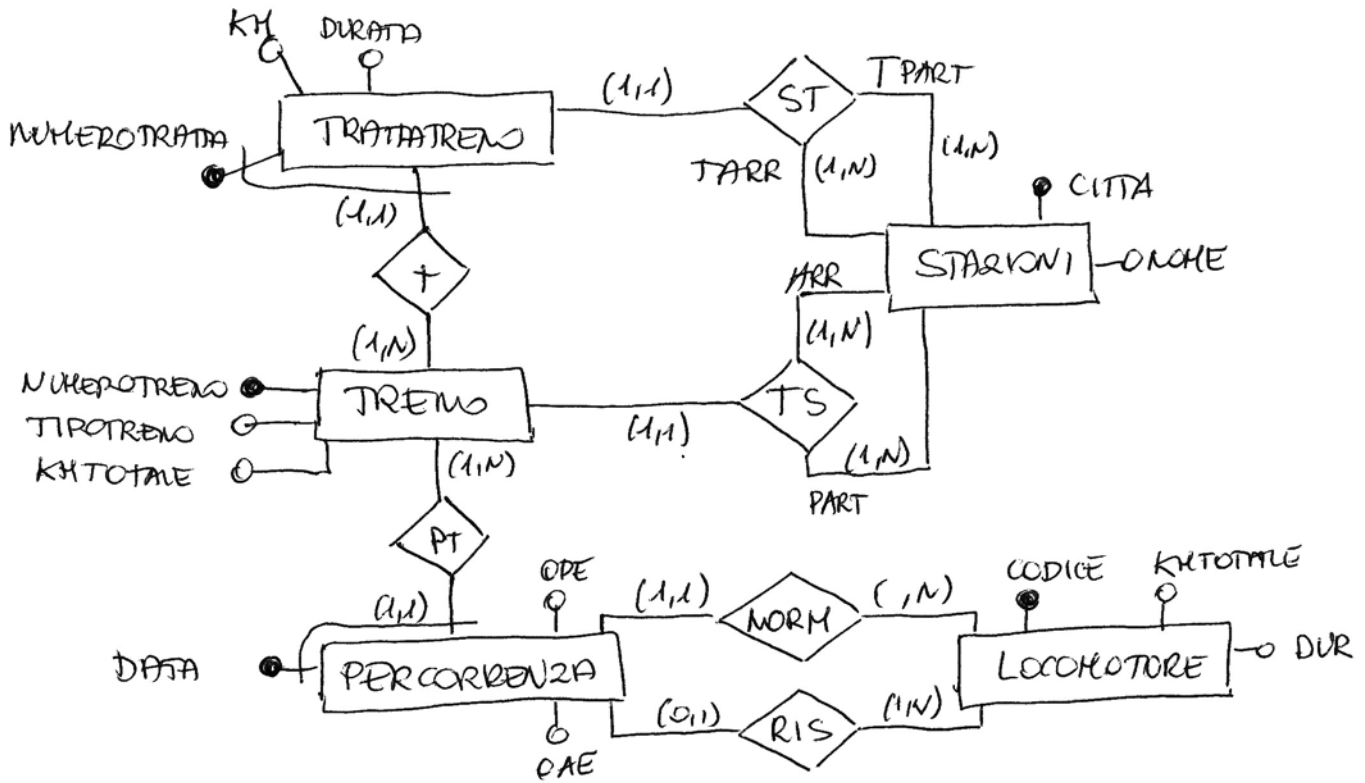 KM
DURATA
(1,1)
ST
TPART
NUMEROTRATTA
TRATTATRENO
TARR
(1,N)
(1,N)
CITTA
(1,1)
STAZIONI
NOME
T
ARR
(1,N)
(1,N)
NUMEROTRENO
TRENO
TS
TIPOTRENO
(1,1)
KMTOTALE
(1,N)
(1,N)
PART
PT
OPE
CODICE
KMTOTALE
(1,1)
(1,1)
NORM
( ,N)
DATA
PERCORRENZA
LOCOMOTORE
DUR
(0,1)
RIS
(1,N)
OAE